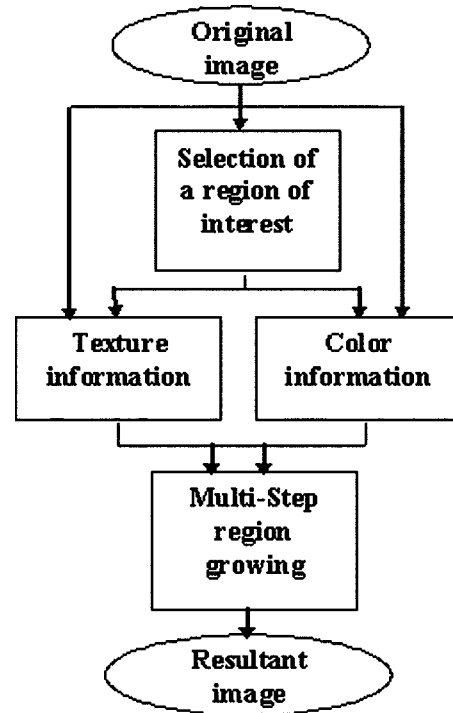 Original
image
Selection of
a region of
interest
Texture
information
Color
information
Multi-Step
region
growing
Resultant
image